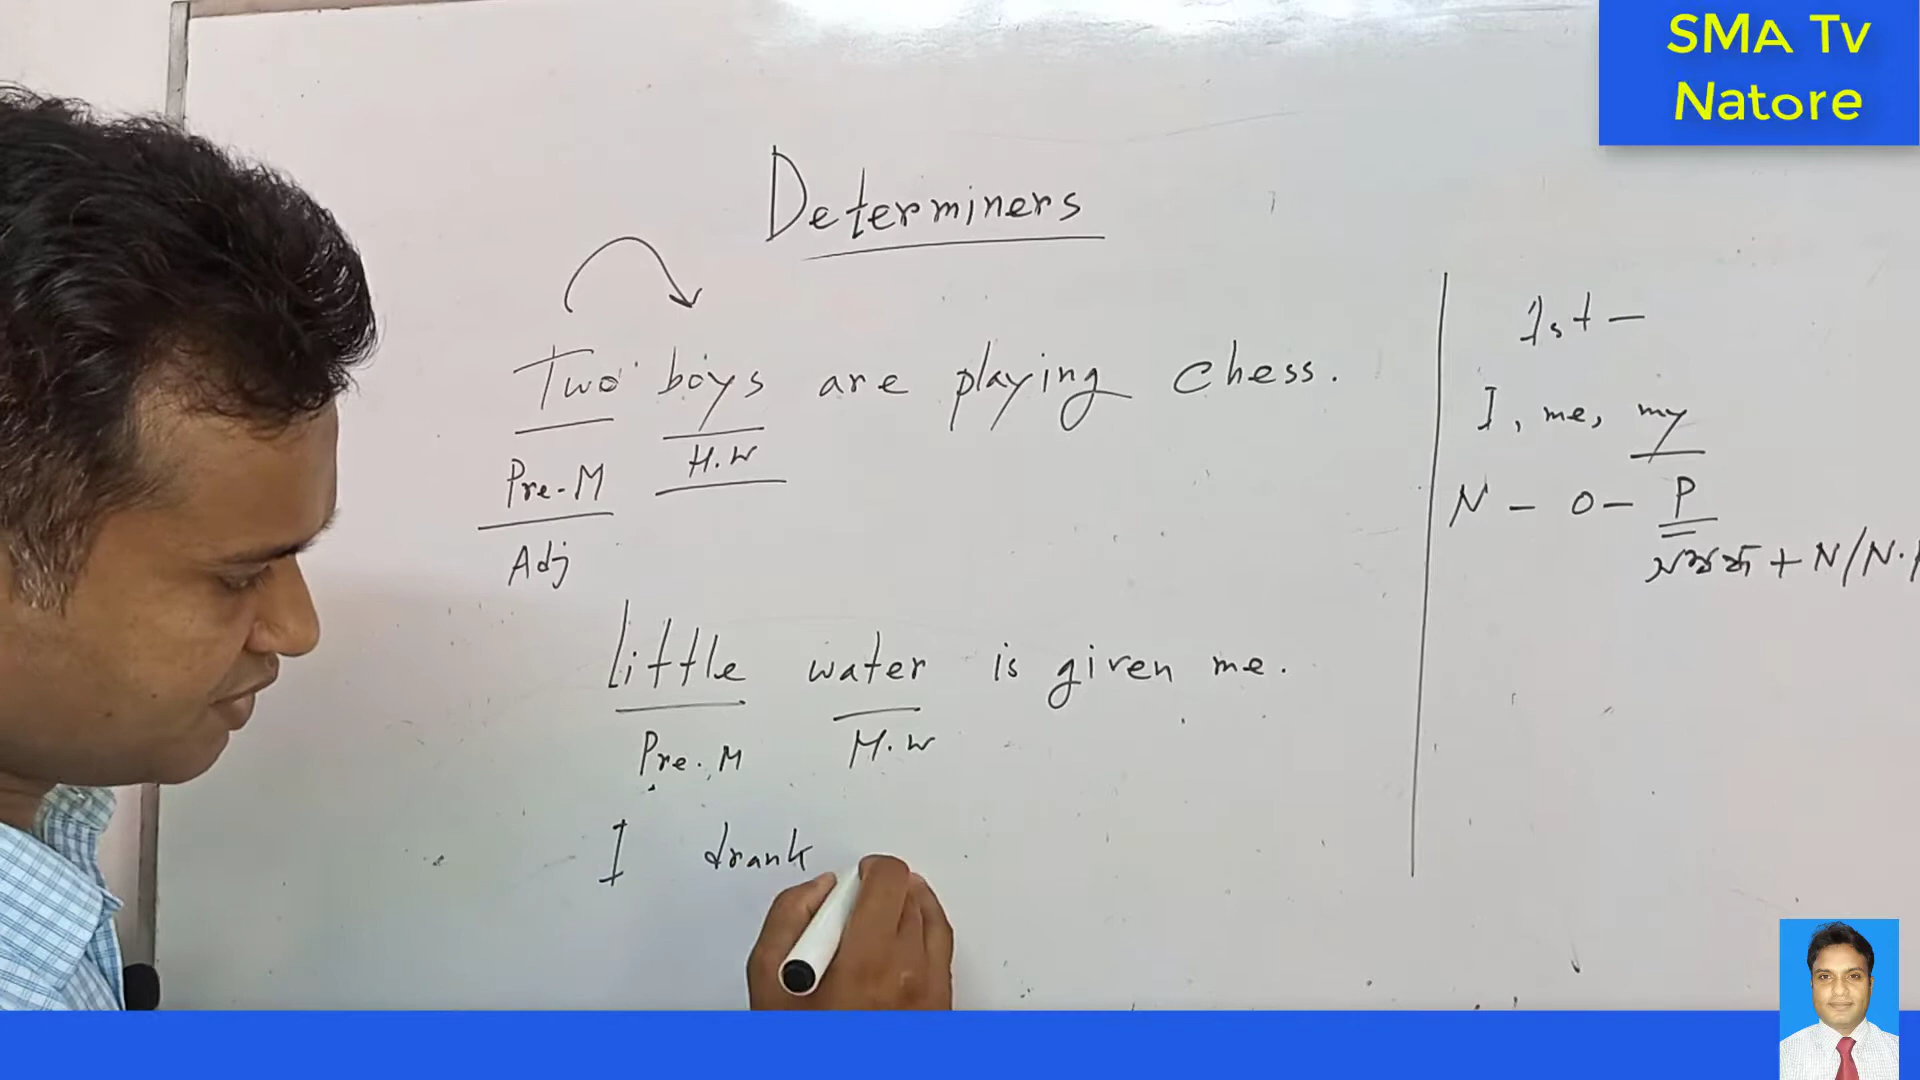 SMA Tv
Natore
Determiners
Two boys are playing chess.
Pre-M H.W
Adj
little water is given me.
Pre.M H.W
I drank
1st -
I, me, my
N - O - P
+ N/N.